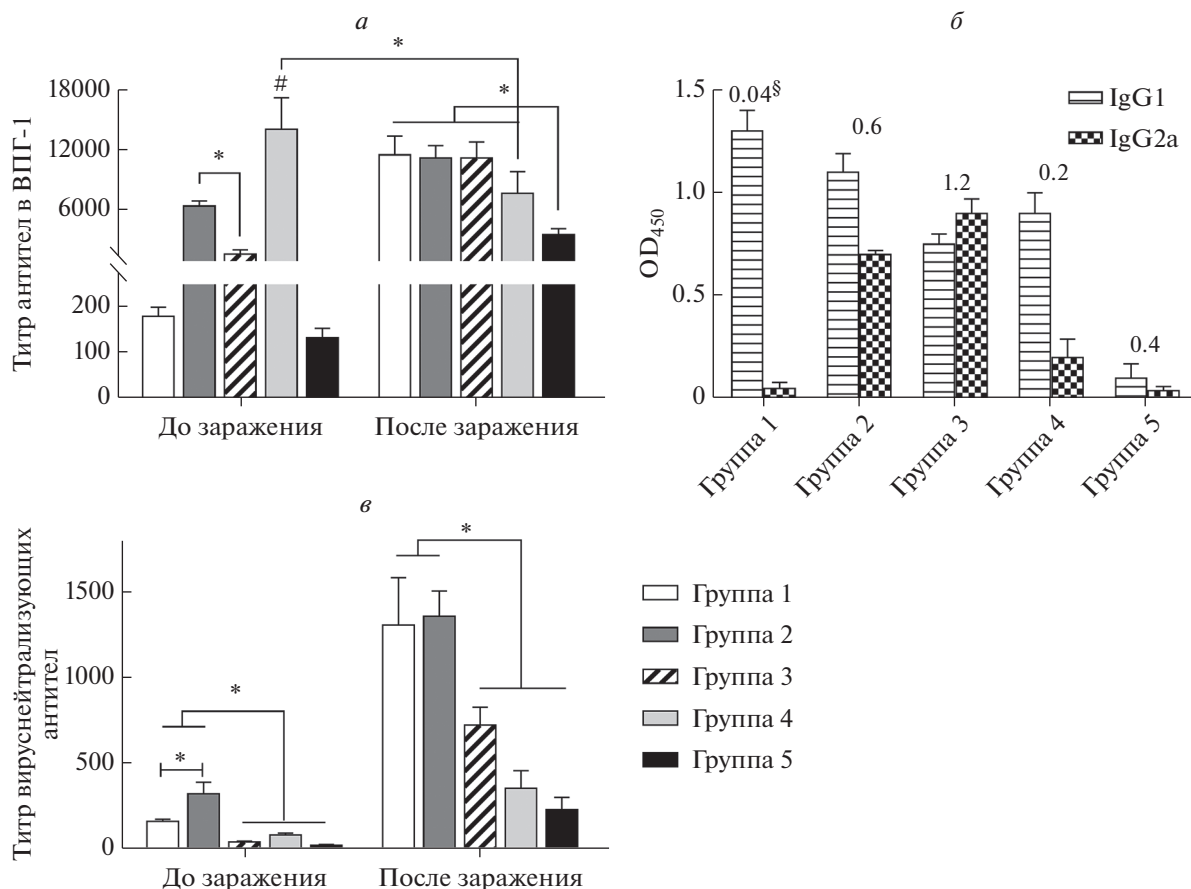 а
Титр антител в ВПГ-1
18000
12000
6000
200
100
0
*
#
*
*
До заражения
После заражения
б
OD450
1.5
1.0
0.5
0
0.04§
0.6
1.2
0.2
0.4
IgG1
IgG2a
Группа 1
Группа 2
Группа 3
Группа 4
Группа 5
в
Титр вируснейтрализующих
антител
1500
1000
500
0
*
*
*
До заражения
После заражения
Группа 1
Группа 2
Группа 3
Группа 4
Группа 5